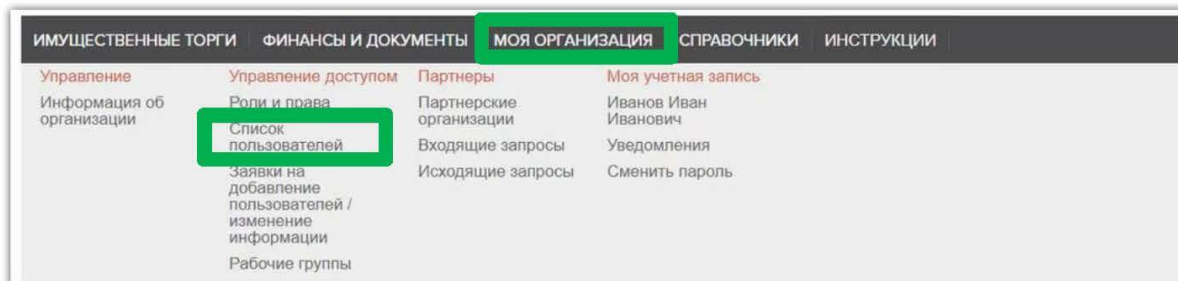 ИМУЩЕСТВЕННЫЕ ТОРГИ ФИНАНСЫ И ДОКУМЕНТЫ МОЯ ОРГАНИЗАЦИЯ СПРАВОЧНИКИ ИНСТРУКЦИИ
Управление
Информация об
организации
Управление доступом
Роли и права
Список
пользователей
Заявки на
добавление
пользователей /
изменение
информации
Рабочие группы
Партнеры
Партнерские
организации
Входящие запросы
Исходящие запросы
Моя учетная запись
Иванов Иван
Иванович
Уведомления
Сменить пароль